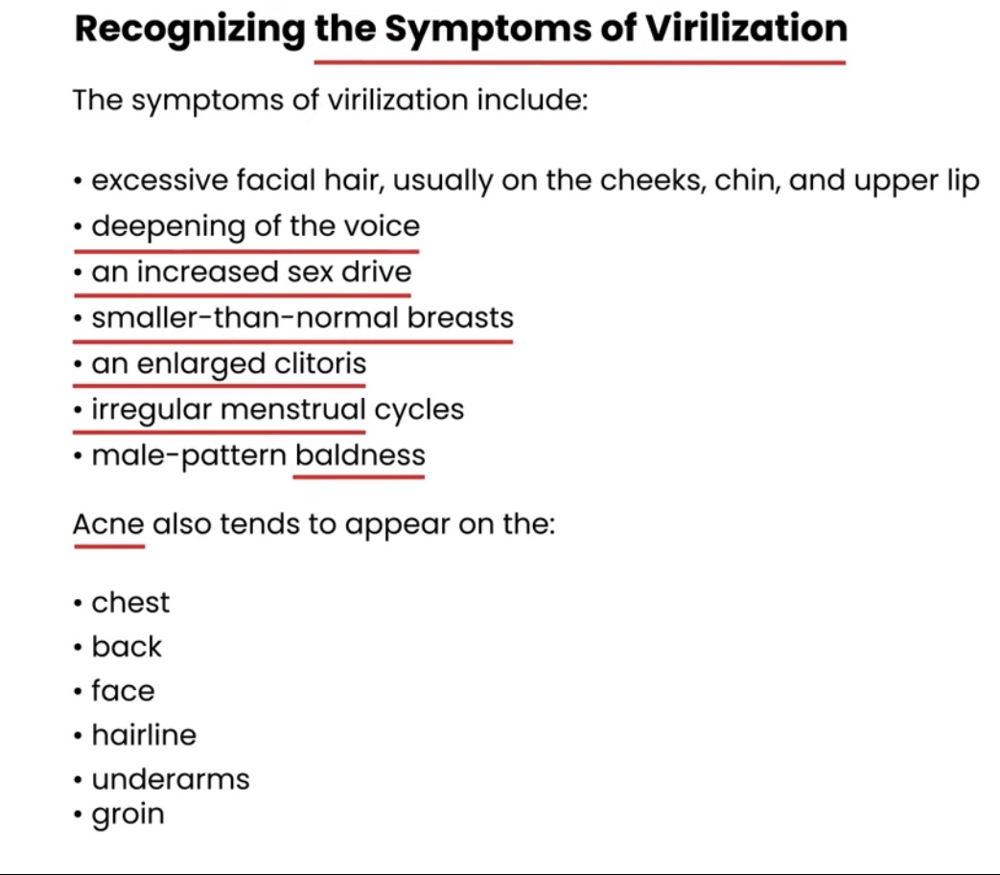 Recognizing the Symptoms of Virilization
The symptoms of virilization include:
• excessive facial hair, usually on the cheeks, chin, and upper lip
• deepening of the voice
• an increased sex drive
• smaller-than-normal breasts
• an enlarged clitoris
• irregular menstrual cycles
• male-pattern baldness
Acne also tends to appear on the:
• chest
• back
• face
• hairline
• underarms
• groin